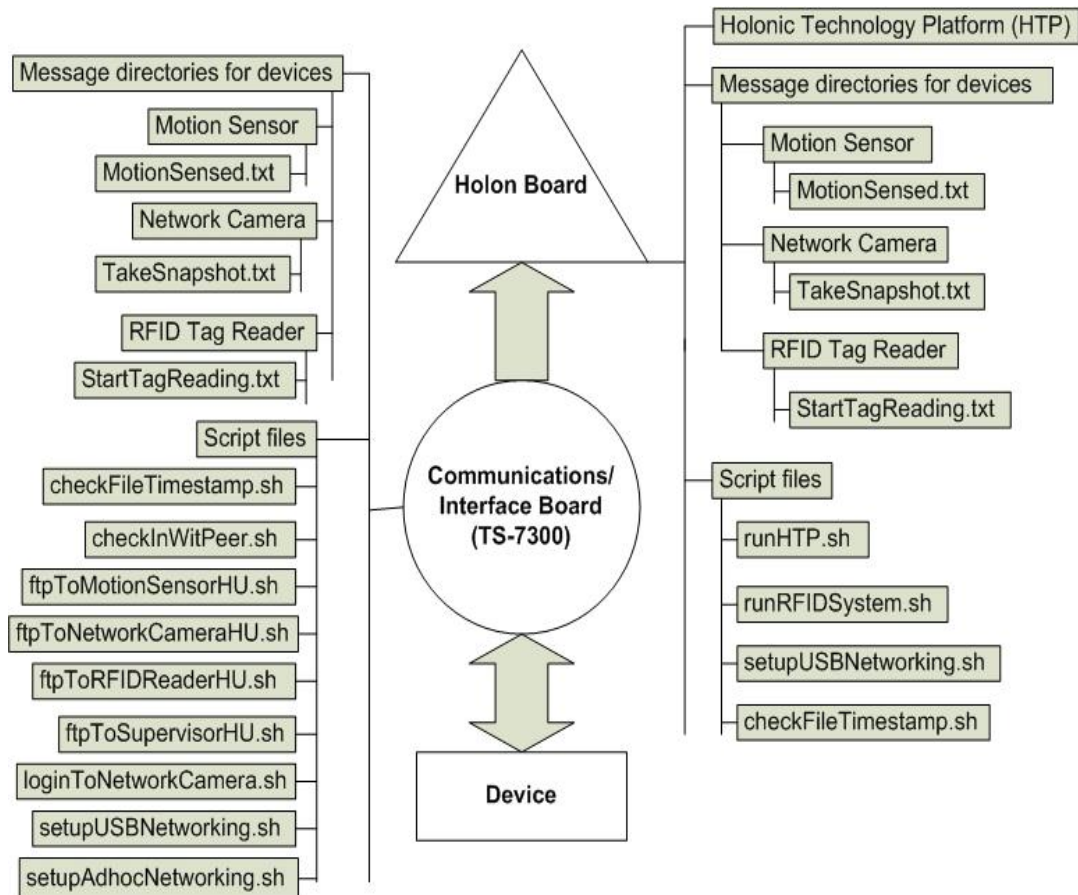 Message directories for devices
Motion Sensor
MotionSensed.txt
Network Camera
TakeSnapshot.txt
RFID Tag Reader
StartTagReading.txt
Script files
checkFileTimestamp.sh
checkInWitPeer.sh
ftpToMotionSensorHU.sh
ftpToNetworkCameraHU.sh
ftpToRFIDReaderHU.sh
ftpToSupervisorHU.sh
loginToNetworkCamera.sh
setupUSBNetworking.sh
setupAdhocNetworking.sh
Holon Board
Communications/
Interface Board
(TS-7300)
Device
Holonic Technology Platform (HTP)
Message directories for devices
Motion Sensor
MotionSensed.txt
Network Camera
TakeSnapshot.txt
RFID Tag Reader
StartTagReading.txt
Script files
runHTP.sh
runRFIDSystem.sh
setupUSBNetworking.sh
checkFileTimestamp.sh